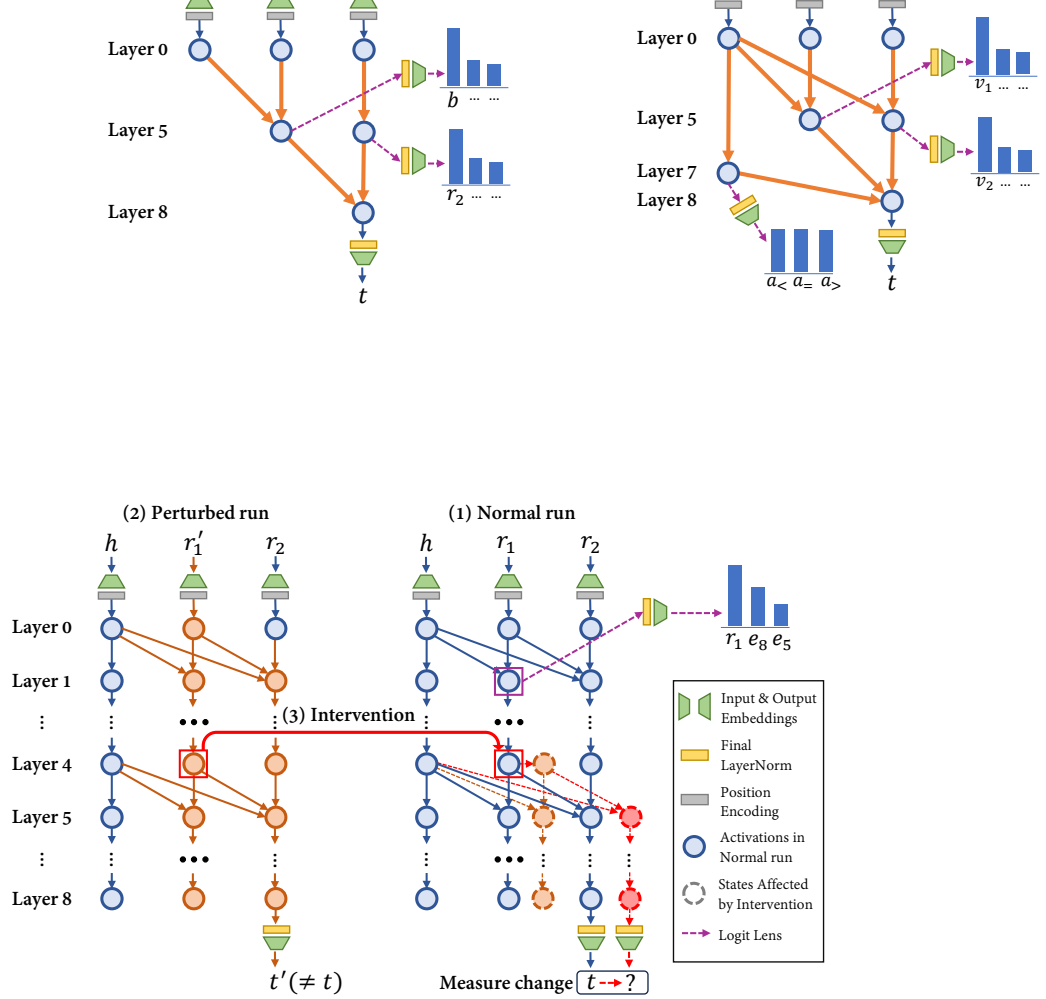 Layer 0
b
... ...
Layer 5
r₂
... ...
Layer 8
t
Layer 0
v₁ ... ...
Layer 5
v₂ ... ...
Layer 7
Layer 8
a< a= a>
t
(2) Perturbed run
h r₁′ r₂
Layer 0
Layer 1
⋮ ••• ⋮
Layer 4
Layer 5
⋮ ••• ⋮
Layer 8
t′(≠ t)
(3) Intervention
(1) Normal run
h r₁ r₂
r₁ e₈ e₅
⋮ ••• ⋮
⋮ ••• ⋮ ⋮ ⋮
Measure change t ?
Input & Output
Embeddings
Final
LayerNorm
Position
Encoding
Activations in
Normal run
States Affected
by Intervention
Logit Lens